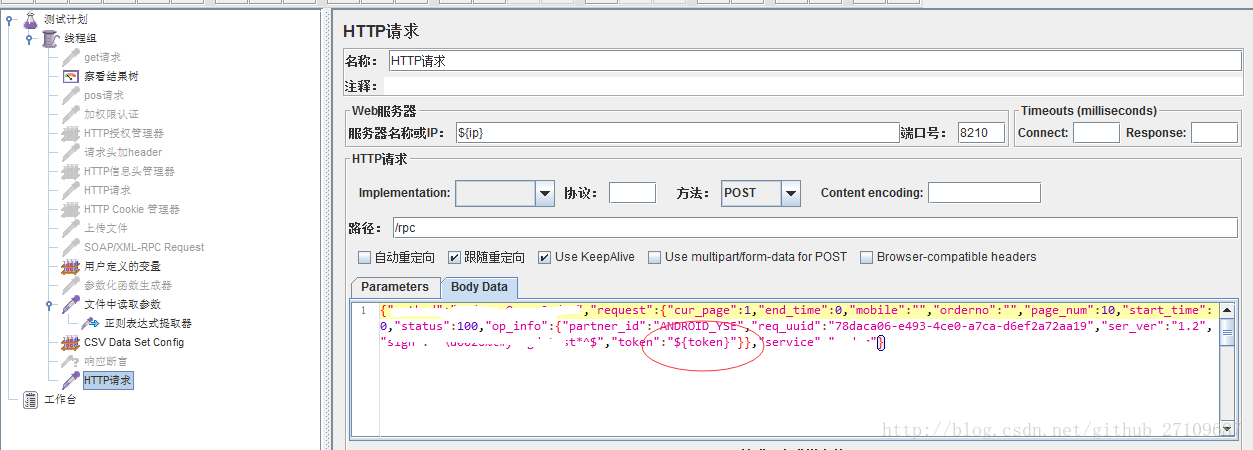 测试计划
线程组
get请求
察看结果树
pos请求
加权限认证
HTTP授权管理器
请求头加header
HTTP信息头管理器
HTTP请求
HTTP Cookie 管理器
上传文件
SOAP/XML-RPC Request
用户定义的变量
参数化函数生成器
文件中读取参数
正则表达式提取器
CSV Data Set Config
响应断言
HTTP请求
工作台
HTTP请求
名称： HTTP请求
注释：
Web服务器
服务器名称或IP： ${ip} 端口号： 8210
Timeouts (milliseconds)
Connect: Response:
HTTP请求
Implementation: 协议： 方法： POST Content encoding:
路径： /rpc
自动重定向 跟随重定向 Use KeepAlive Use multipart/form-data for POST Browser-compatible headers
Parameters Body Data
1 {" ","request":{"cur_page":1,"end_time":0,"mobile":"","orderno":"","page_num":10,"start_time":
0,"status":100,"op_info":{"partner_id":"ANDROID_YSE","req_uuid":"78daca06-e493-4ce0-a7ca-d6ef2a72aa19","ser_ver":"1.2",
"sign st*^$","token":"${token}"}},"service" " "}
http://blog.csdn.net/github_27109687